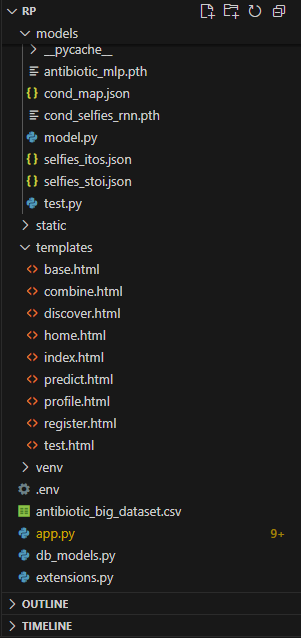 RP
models
__pycache__
antibiotic_mlp.pth
{} cond_map.json
cond_selfies_rnn.pth
model.py
{} selfies_itos.json
{} selfies_stoi.json
test.py
static
templates
<> base.html
<> combine.html
<> discover.html
<> home.html
<> index.html
<> predict.html
<> profile.html
<> register.html
<> test.html
venv
.env
antibiotic_big_dataset.csv
app.py 9+
db_models.py
extensions.py
OUTLINE
TIMELINE